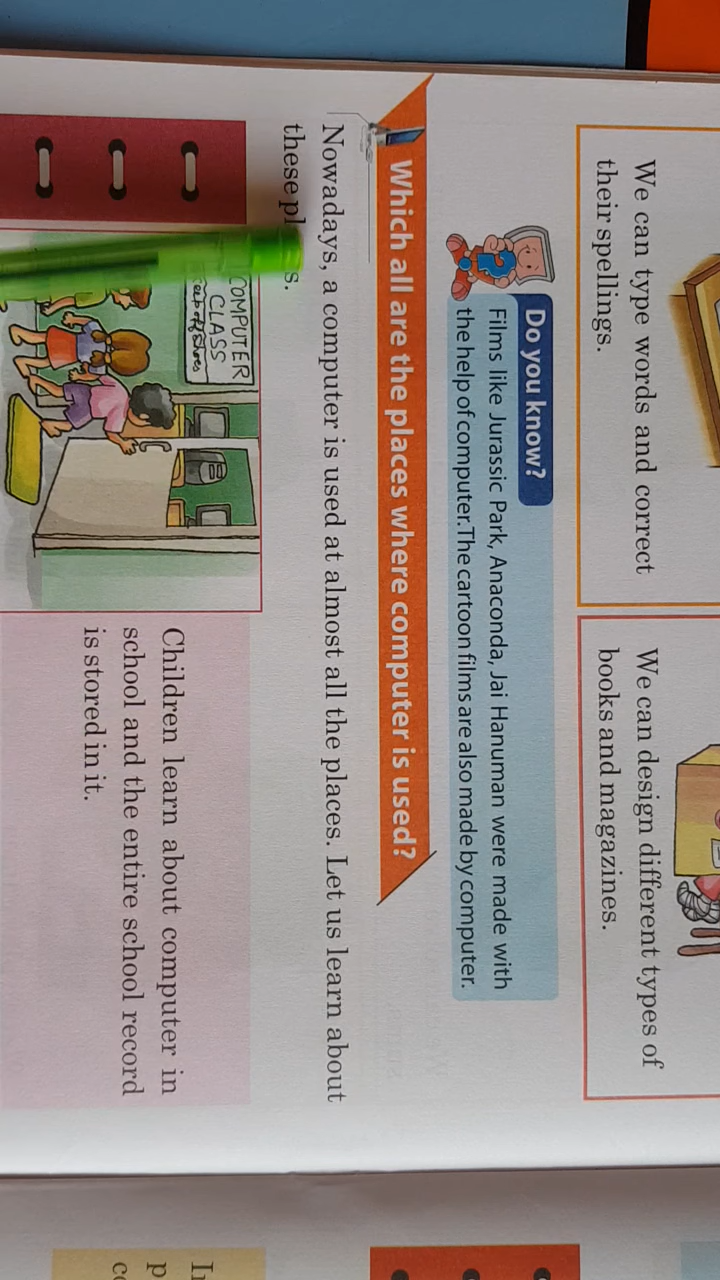 We can type words and correct
their spellings.
We can design different types of
books and magazines.
Do you know?
Films like Jurassic Park, Anaconda, Jai Hanuman were made with
the help of computer.The cartoon films are also made by computer.
Which all are the places where computer is used?
Nowadays, a computer is used at almost all the places. Let us learn about
these
COMPUTER
CLASS
Shoes
Children learn about computer in
school and the entire school record
is stored in it.